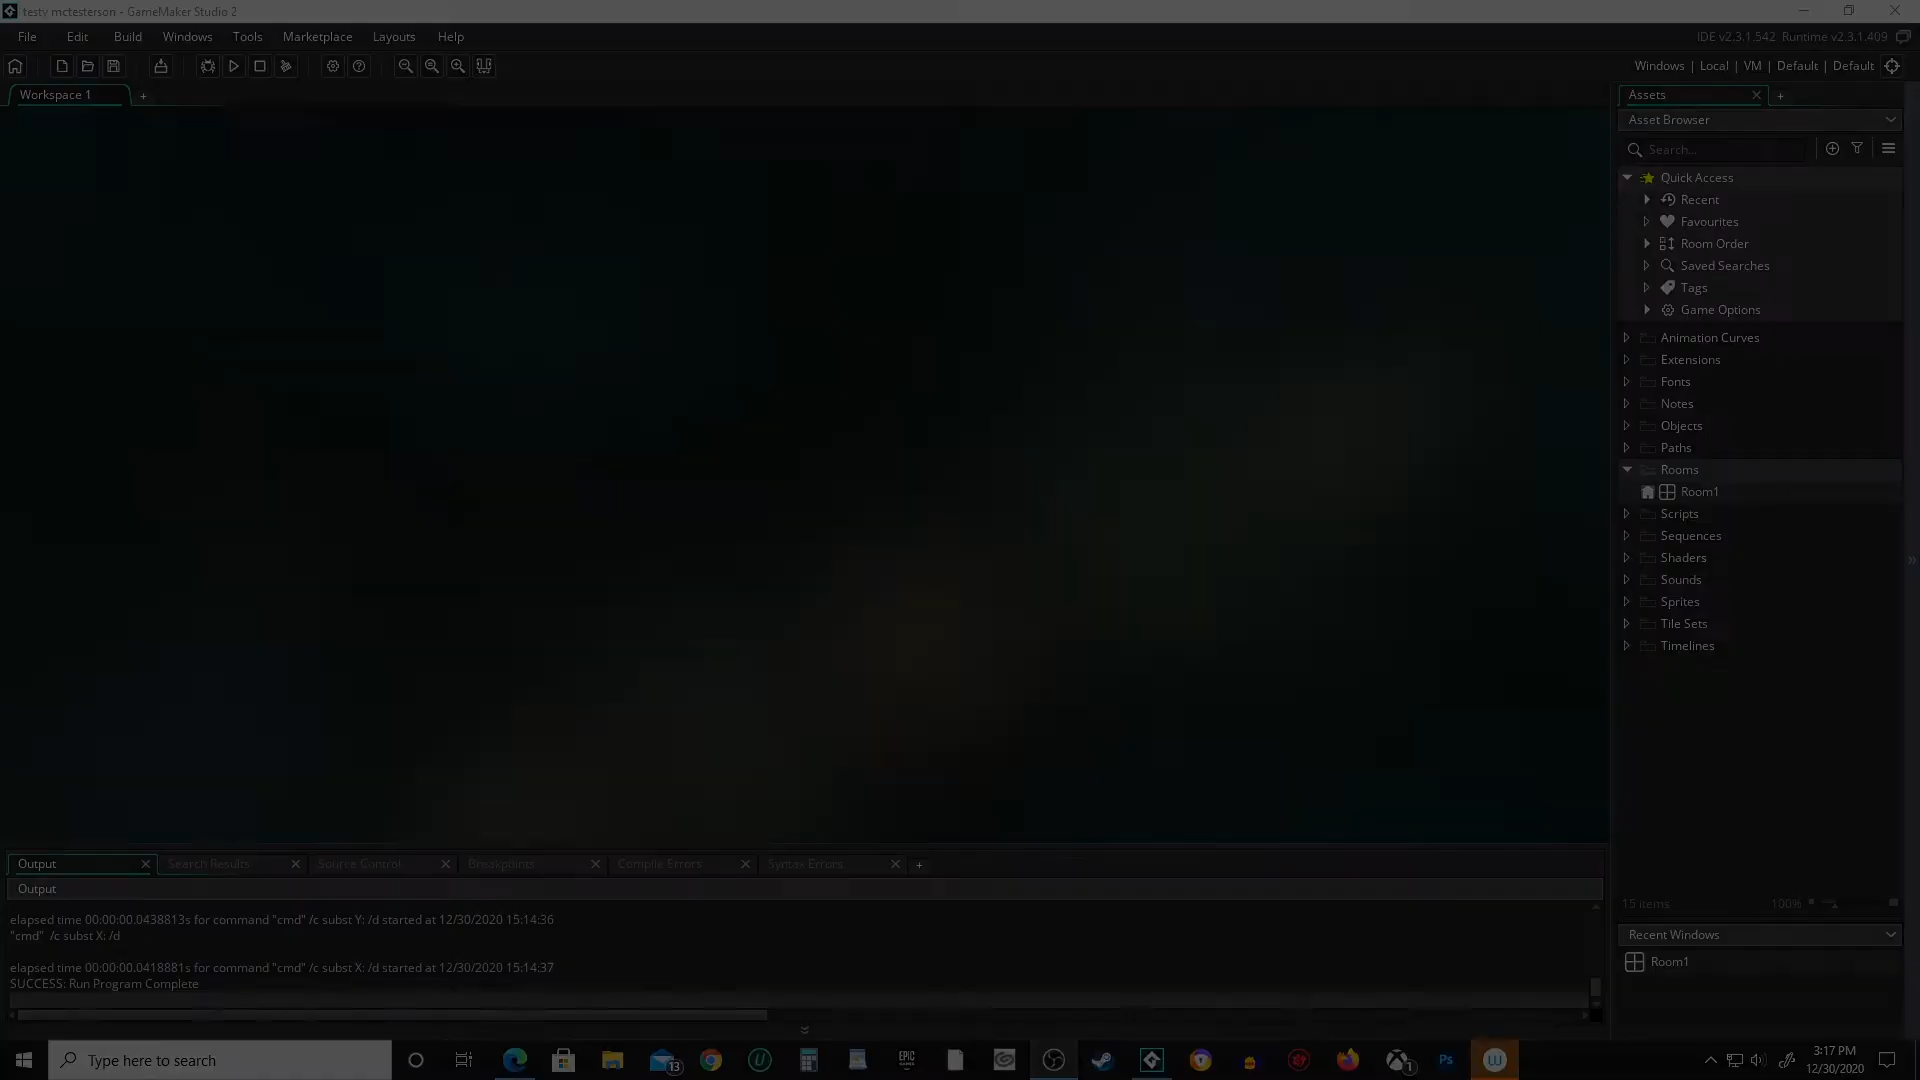 testy mctesterson - GameMaker Studio 2
File Edit Build Windows Tools Marketplace Layouts Help
IDE v2.3.1.542 Runtime v2.3.1.409
Windows | Local | VM | Default | Default
Workspace 1 +
Assets
Asset Browser
Search...
Quick Access
Recent
Favourites
Room Order
Saved Searches
Tags
Game Options
Animation Curves
Extensions
Fonts
Notes
Objects
Paths
Rooms
Room1
Scripts
Sequences
Shaders
Sounds
Sprites
Tile Sets
Timelines
15 items 100%
Recent Windows
Room1
Output Search Results Source Control Breakpoints Compile Errors Syntax Errors +
Output
elapsed time 00:00:00.0438813s for command "cmd" /c subst Y: /d started at 12/30/2020 15:14:36
"cmd" /c subst X: /d
elapsed time 00:00:00.0418881s for command "cmd" /c subst X: /d started at 12/30/2020 15:14:37
SUCCESS: Run Program Complete
Type here to search
13
EPIC GAMES
1
Ps
3:17 PM
12/30/2020